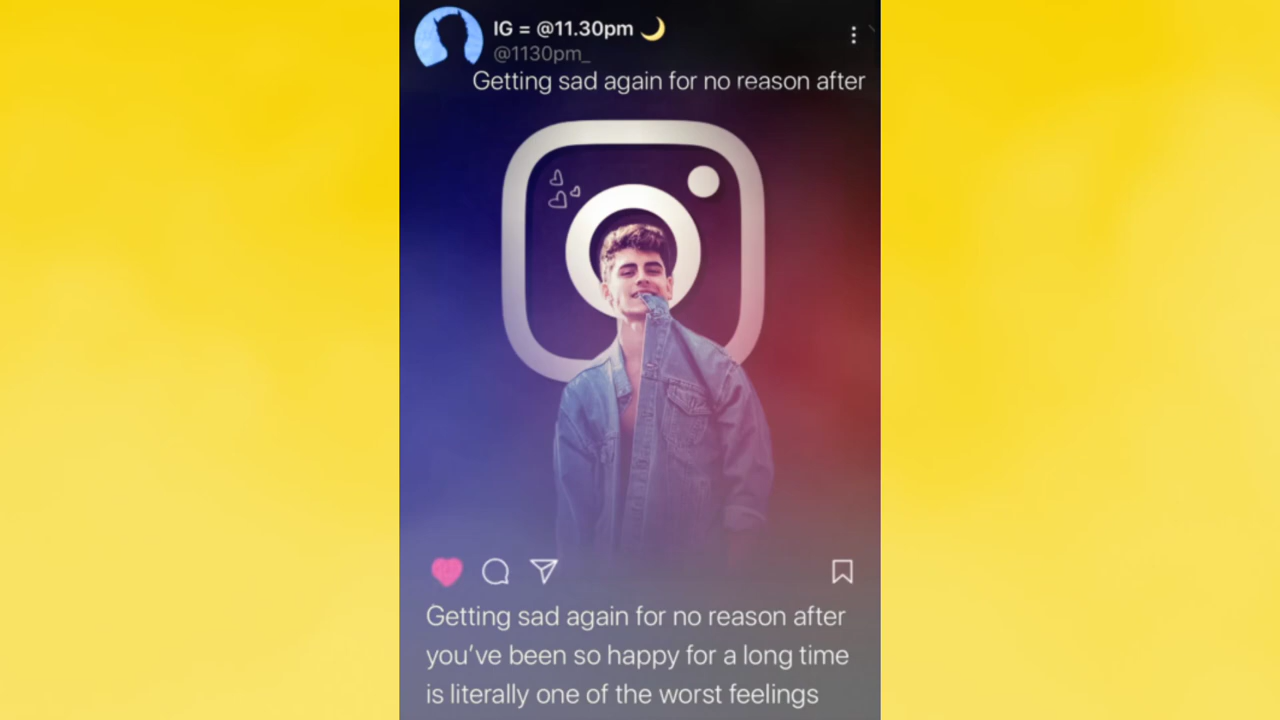 IG = @11.30pm 🌙
@1130pm_
Getting sad again for no reason after
Getting sad again for no reason after
you’ve been so happy for a long time
is literally one of the worst feelings